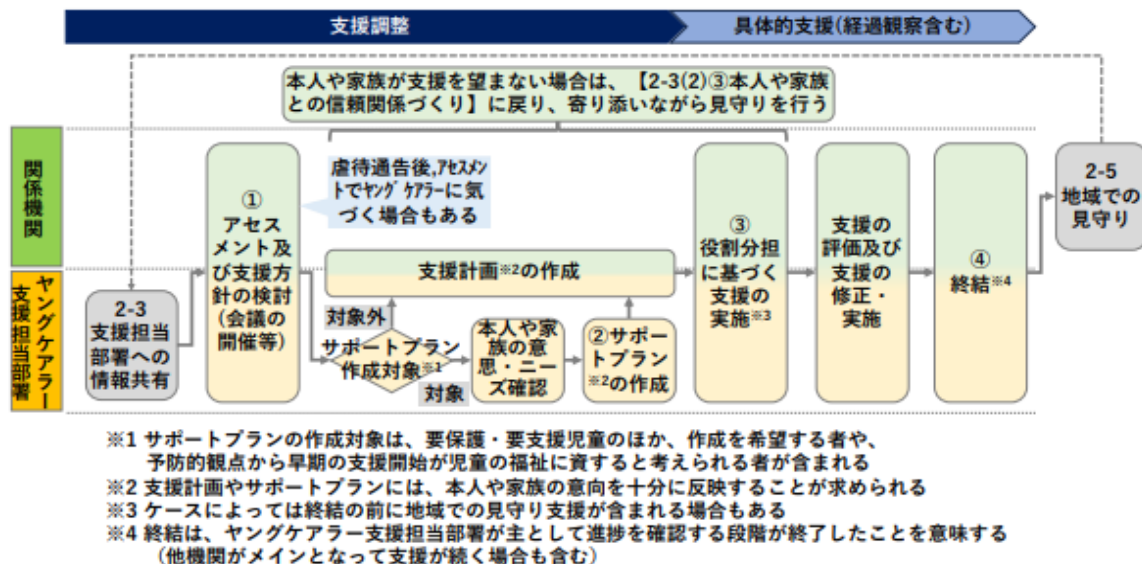 支援調整
具体的支援(経過観察含む)
本人や家族が支援を望まない場合は、【2-3(2)③本人や家族
との信頼関係づくり】に戻り、寄り添いながら見守りを行う
関係機関
虐待通告後,アセスメン
トでヤングケアラーに気
づく場合もある
①
アセス
メント及
び支援方
針の検討
(会議の
開催等)
支援計画※2の作成
③
役割分担
に基づく
支援の
実施※3
支援の
評価及び
支援の
修正・
実施
④
終結※4
2-5
地域での
見守り
ヤングケアラー
支援担当部署
2-3
支援担当
部署への
情報共有
対象外
サポートプラン
作成対象※1
対象
本人や家
族の意
思・ニー
ズ確認
②サポー
トプラン
※2の作成
※1 サポートプランの作成対象は、要保護・要支援児童のほか、作成を希望する者や、
予防的観点から早期の支援開始が児童の福祉に資すると考えられる者が含まれる
※2 支援計画やサポートプランには、本人や家族の意向を十分に反映することが求められる
※3 ケースによっては終結の前に地域での見守り支援が含まれる場合もある
※4 終結は、ヤングケアラー支援担当部署が主として進捗を確認する段階が終了したことを意味する
(他機関がメインとなって支援が続く場合も含む)